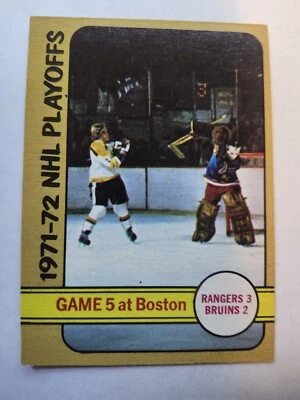 1971-72 NHL PLAYOFFS
GAME 5 at Boston
RANGERS 3
BRUINS 2